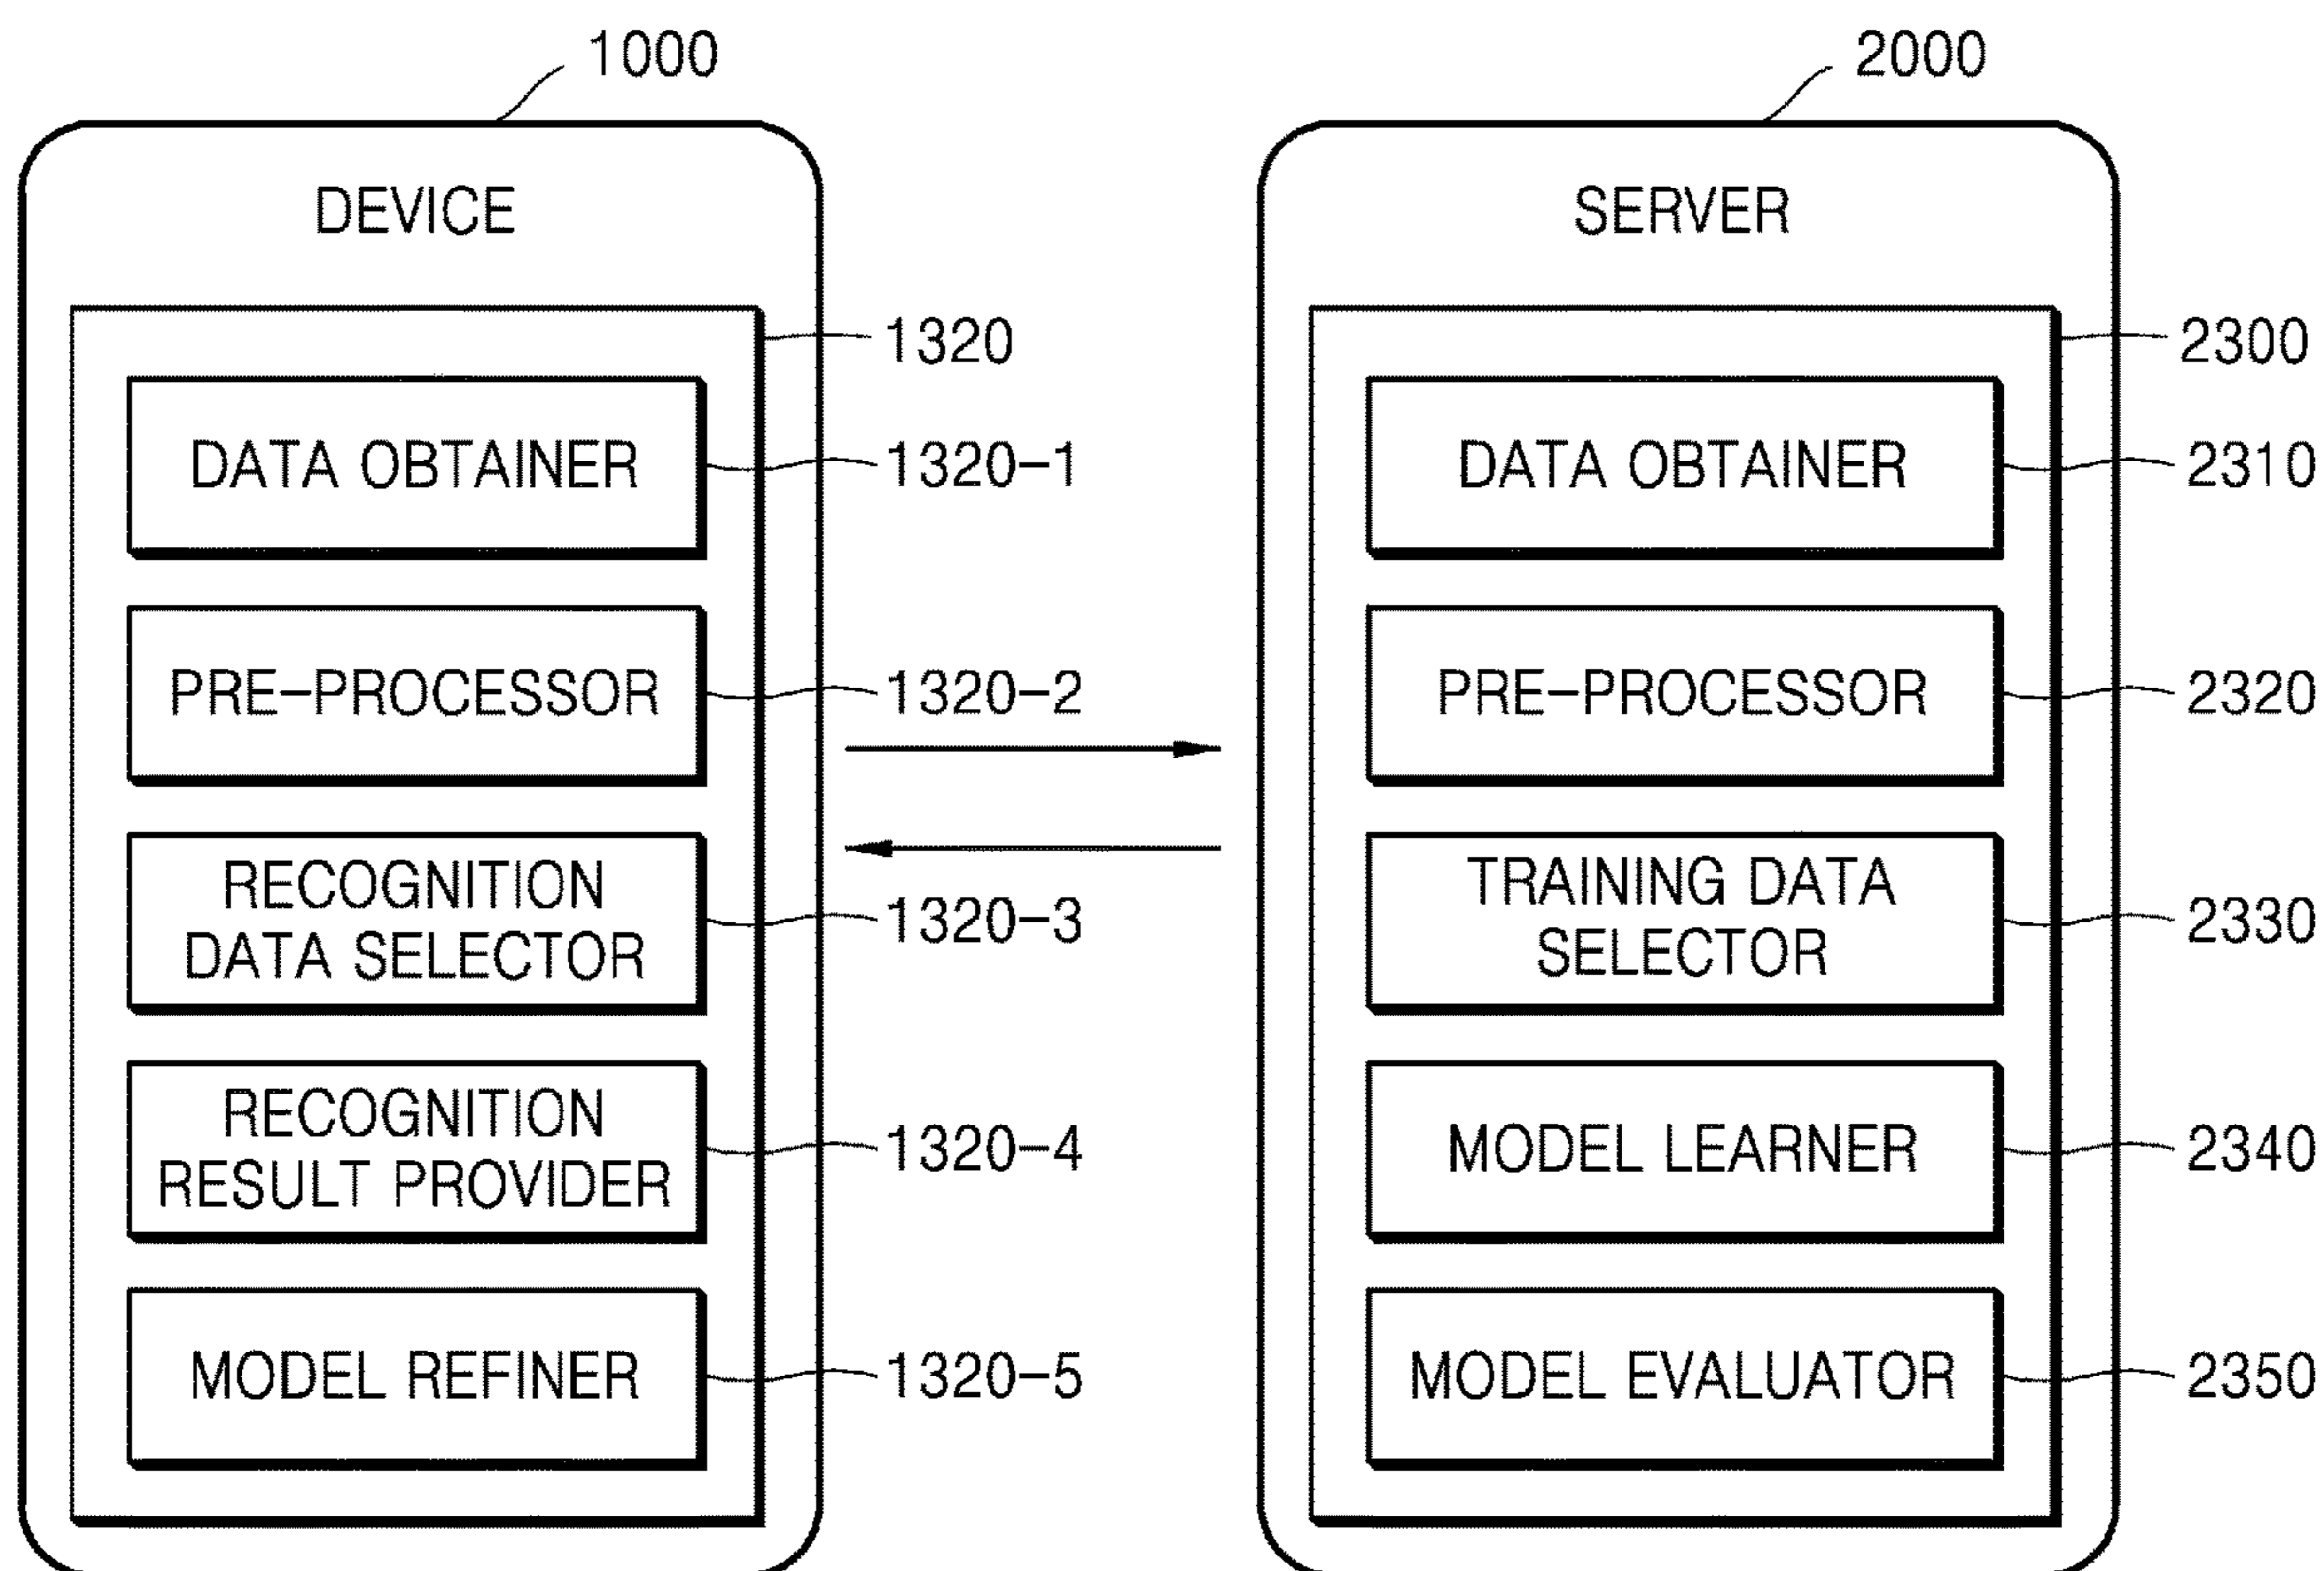 1000
2000
DEVICE
SERVER
1320
2300
DATA OBTAINER
1320-1
DATA OBTAINER
2310
PRE-PROCESSOR
1320-2
PRE-PROCESSOR
2320
RECOGNITION
DATA SELECTOR
1320-3
TRAINING DATA
SELECTOR
2330
RECOGNITION
RESULT PROVIDER
1320-4
MODEL LEARNER
2340
MODEL REFINER
1320-5
MODEL EVALUATOR
2350